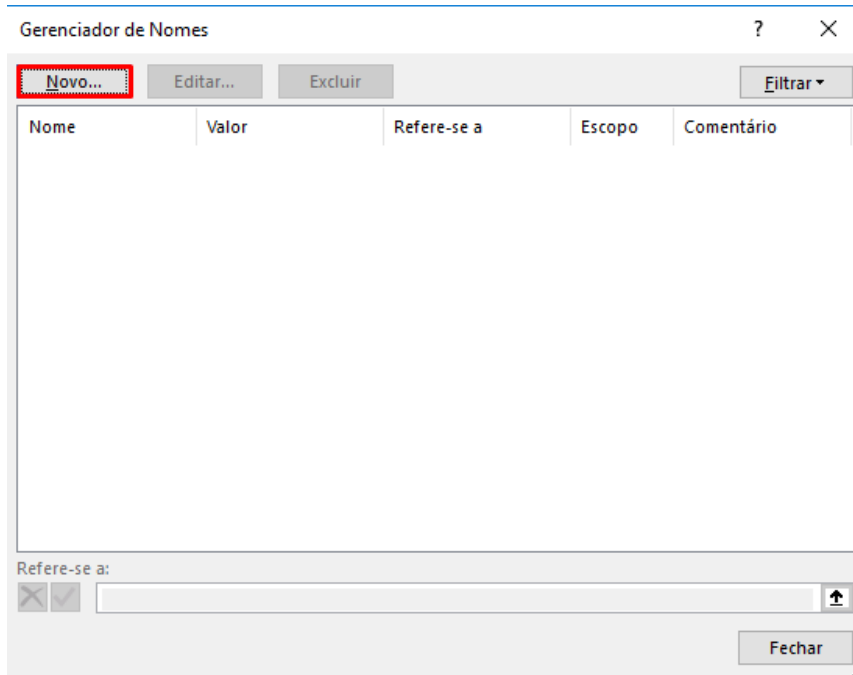 Gerenciador de Nomes ?
Novo... Editar... Excluir Filtrar
Nome Valor Refere-se a Escopo Comentário
Refere-se a:
Fechar